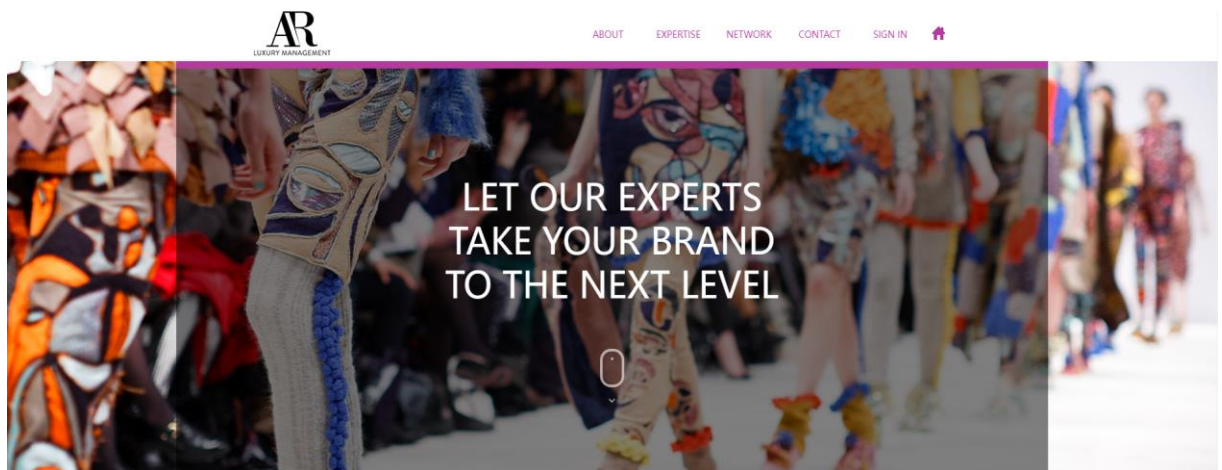 AR
LUXURY MANAGEMENT
ABOUT EXPERTISE NETWORK CONTACT SIGN IN
LET OUR EXPERTS
TAKE YOUR BRAND
TO THE NEXT LEVEL